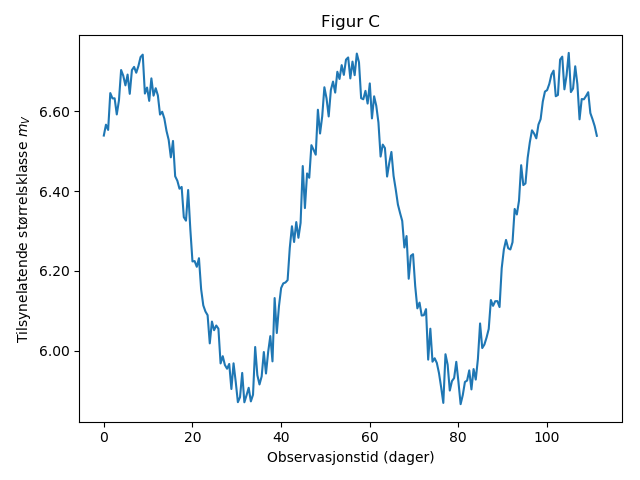 Figur C
Tilsynelatende størrelsklasse $m_V$
6.60
6.40
6.20
6.00
0 20 40 60 80 100
Observasjonstid (dager)